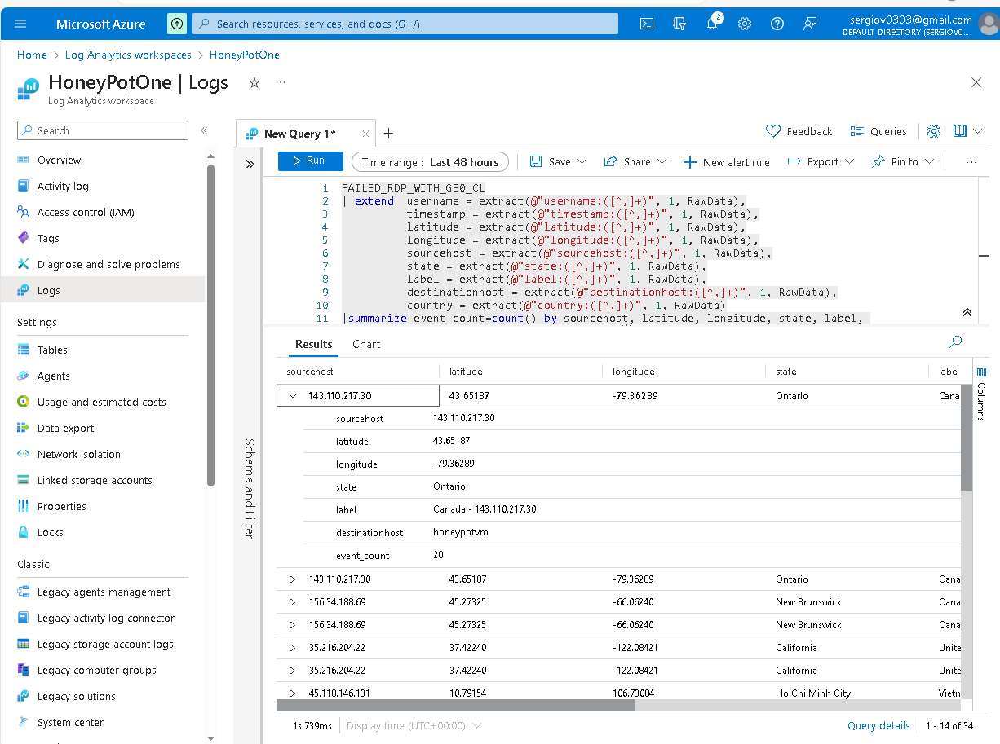 Microsoft Azure
Search resources, services, and docs (G+/)
2
sergiov0303@gmail.com
DEFAULT DIRECTORY (SERGIOV0...
Home > Log Analytics workspaces > HoneyPotOne
HoneyPotOne | Logs
...
Log Analytics workspace
Search
«
Overview
Activity log
Access control (IAM)
Tags
Diagnose and solve problems
Logs
Settings
Tables
Agents
Usage and estimated costs
Data export
Network isolation
Linked storage accounts
Properties
Locks
Classic
Legacy agents management
Legacy activity log connector
Legacy storage account logs
Legacy computer groups
Legacy solutions
System center
New Query 1*
Feedback
Queries
Run
Time range : Last 48 hours
Save
Share
New alert rule
Export
Pin to
...
Schema and Filter
1 FAILED_RDP_WITH_GE0_CL
2 | extend username = extract(@"username:([^,]+)", 1, RawData),
3 timestamp = extract(@"timestamp:([^,]+)", 1, RawData),
4 latitude = extract(@"latitude:([^,]+)", 1, RawData),
5 longitude = extract(@"longitude:([^,]+)", 1, RawData),
6 sourcehost = extract(@"sourcehost:([^,]+)", 1, RawData),
7 state = extract(@"state:([^,]+)", 1, RawData),
8 label = extract(@"label:([^,]+)", 1, RawData),
9 destinationhost = extract(@"destinationhost:([^,]+)", 1, RawData),
10 country = extract(@"country:([^,]+)", 1, RawData)
11 |summarize event_count=count() by sourcehost, latitude, longitude, state, label,
Results
Chart
sourcehost latitude longitude state label
143.110.217.30 43.65187 -79.36289 Ontario Cana
sourcehost 143.110.217.30
latitude 43.65187
longitude -79.36289
state Ontario
label Canada - 143.110.217.30
destinationhost honeypotvm
event_count 20
143.110.217.30 43.65187 -79.36289 Ontario Cana
156.34.188.69 45.27325 -66.06240 New Brunswick Cana
156.34.188.69 45.27325 -66.06240 New Brunswick Cana
35.216.204.22 37.42240 -122.08421 California Unite
35.216.204.22 37.42240 -122.08421 California Unite
45.118.146.131 10.79154 106.73084 Ho Chi Minh City Vietn
Columns
1s 739ms
Display time (UTC+00:00)
Query details
1 - 14 of 34